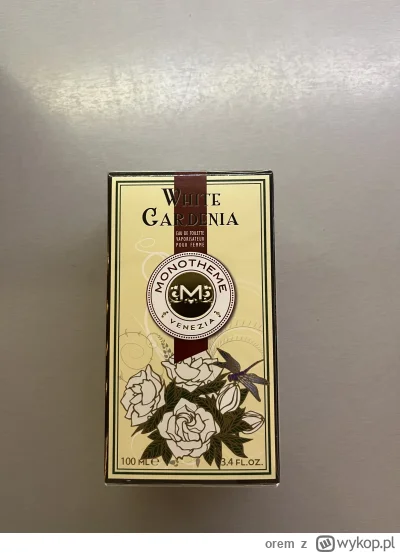 WHITE
GARDENIA
EAU DE TOILETTE
VAPORISATEUR
POUR FEMME
MONOTHEME
M
VENEZIA
100 ML e 3.4 FL.OZ.
orem z wykop.pl